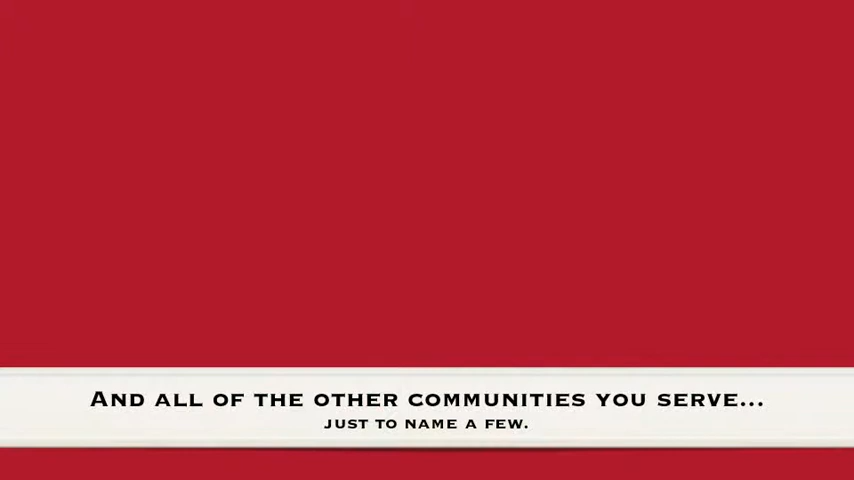 And all of the other communities you serve...
just to name a few.